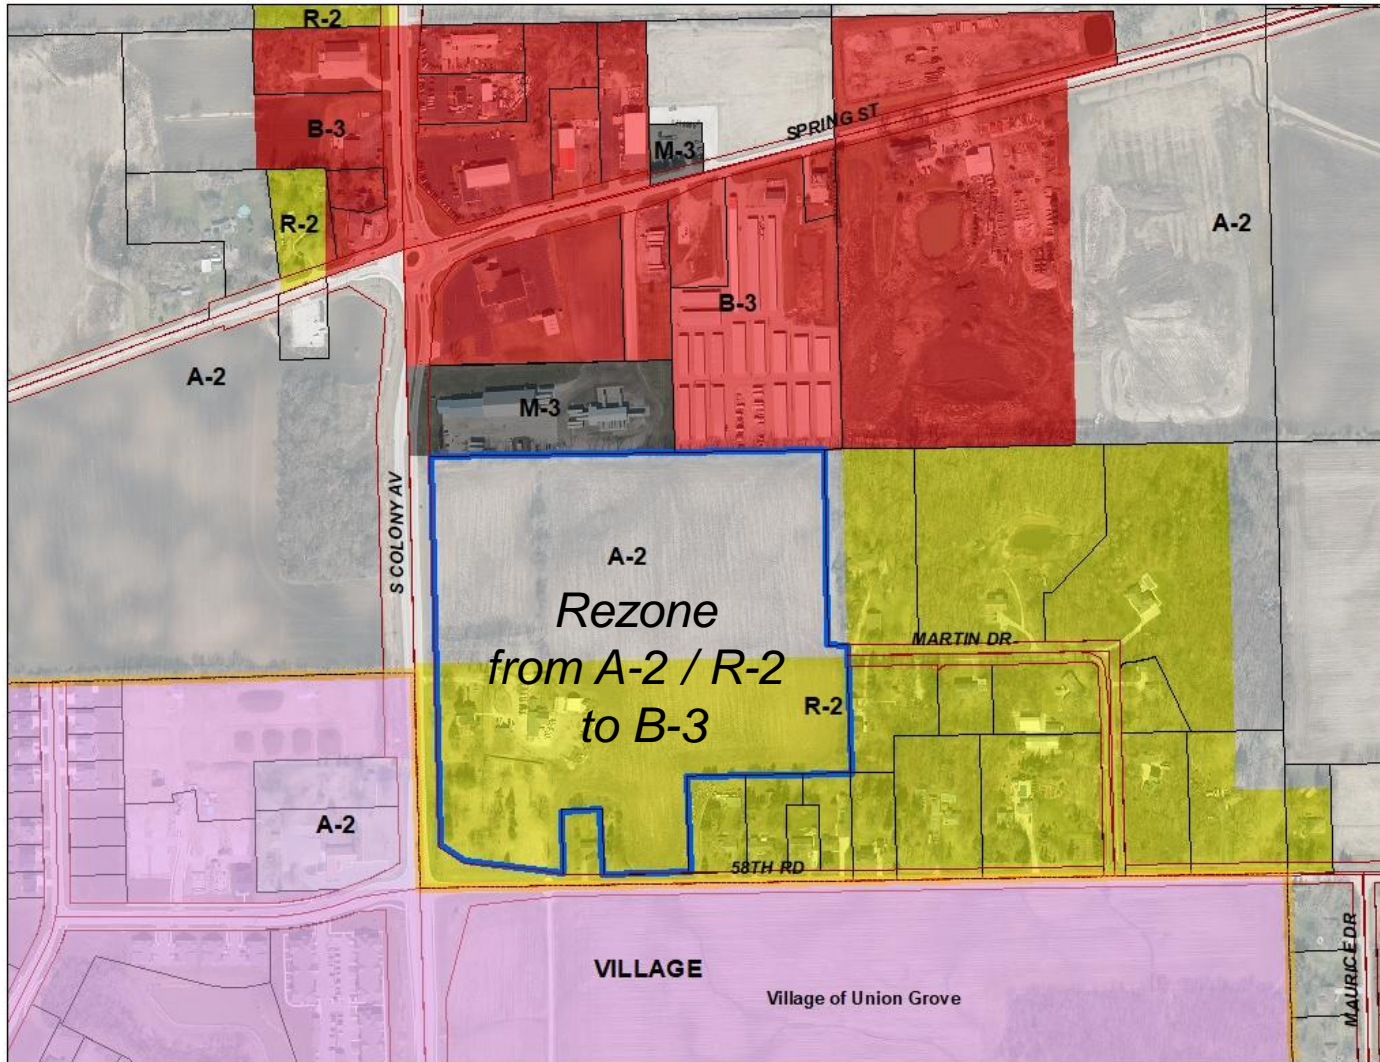 R-2
B-3
SPRING ST
M-3
R-2
A-2
B-3
A-2
M-3
S COLONY AV
A-2
Rezone
from A-2 / R-2
to B-3
MARTIN DR
R-2
A-2
58TH RD
VILLAGE
Village of Union Grove
MAURICE DR